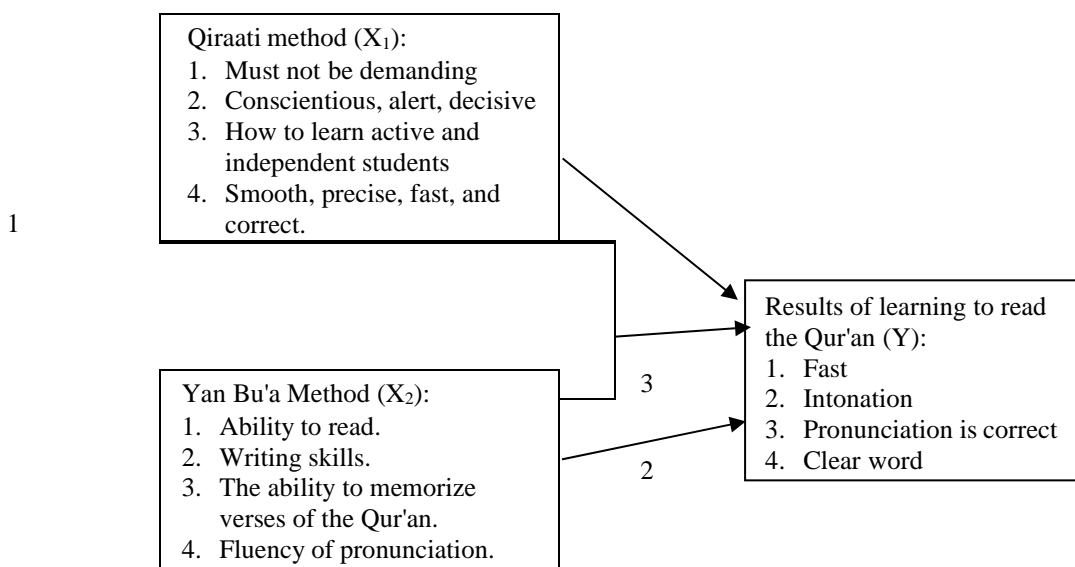 Qiraati method (X₁):
1. Must not be demanding
2. Conscientious, alert, decisive
3. How to learn active and
independent students
4. Smooth, precise, fast, and
correct.
1
Results of learning to read
the Qur'an (Y):
1. Fast
2. Intonation
3. Pronunciation is correct
4. Clear word
3
2
Yan Bu'a Method (X₂):
1. Ability to read.
2. Writing skills.
3. The ability to memorize
verses of the Qur'an.
4. Fluency of pronunciation.